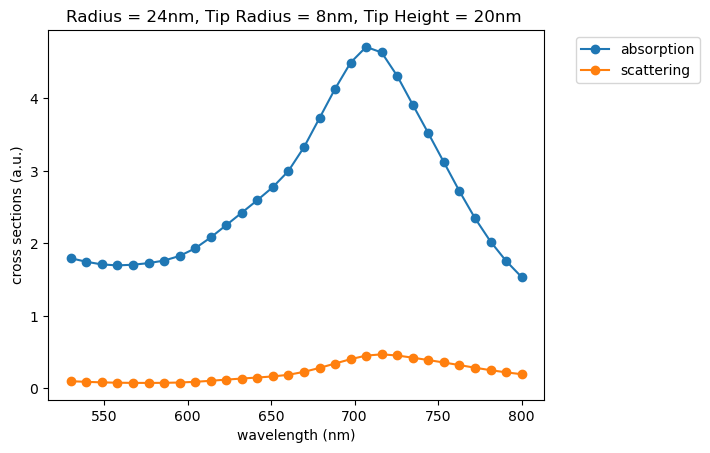 Radius = 24nm, Tip Radius = 8nm, Tip Height = 20nm
absorption
scattering
cross sections (a.u.)
4
3
2
1
0
550 600 650 700 750 800
wavelength (nm)